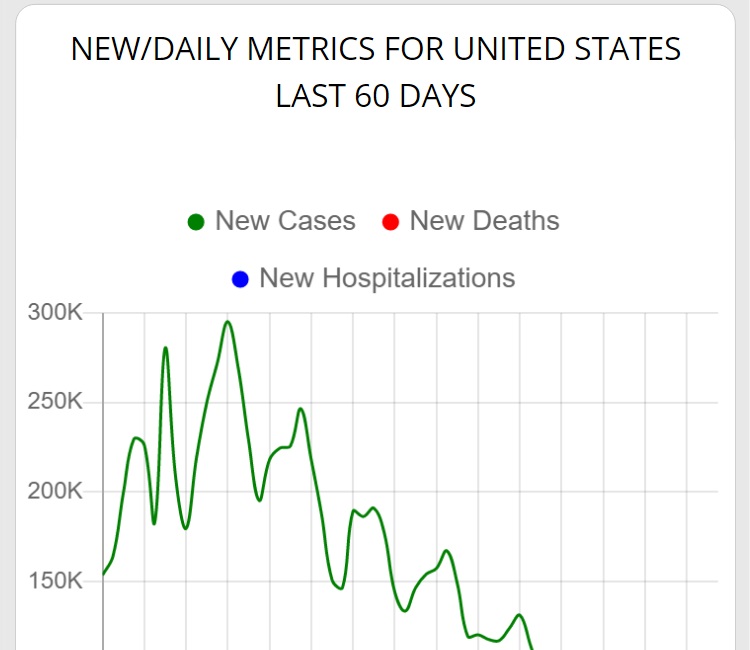 NEW/DAILY METRICS FOR UNITED STATES
LAST 60 DAYS
New Cases New Deaths
New Hospitalizations
300K
250K
200K
150K